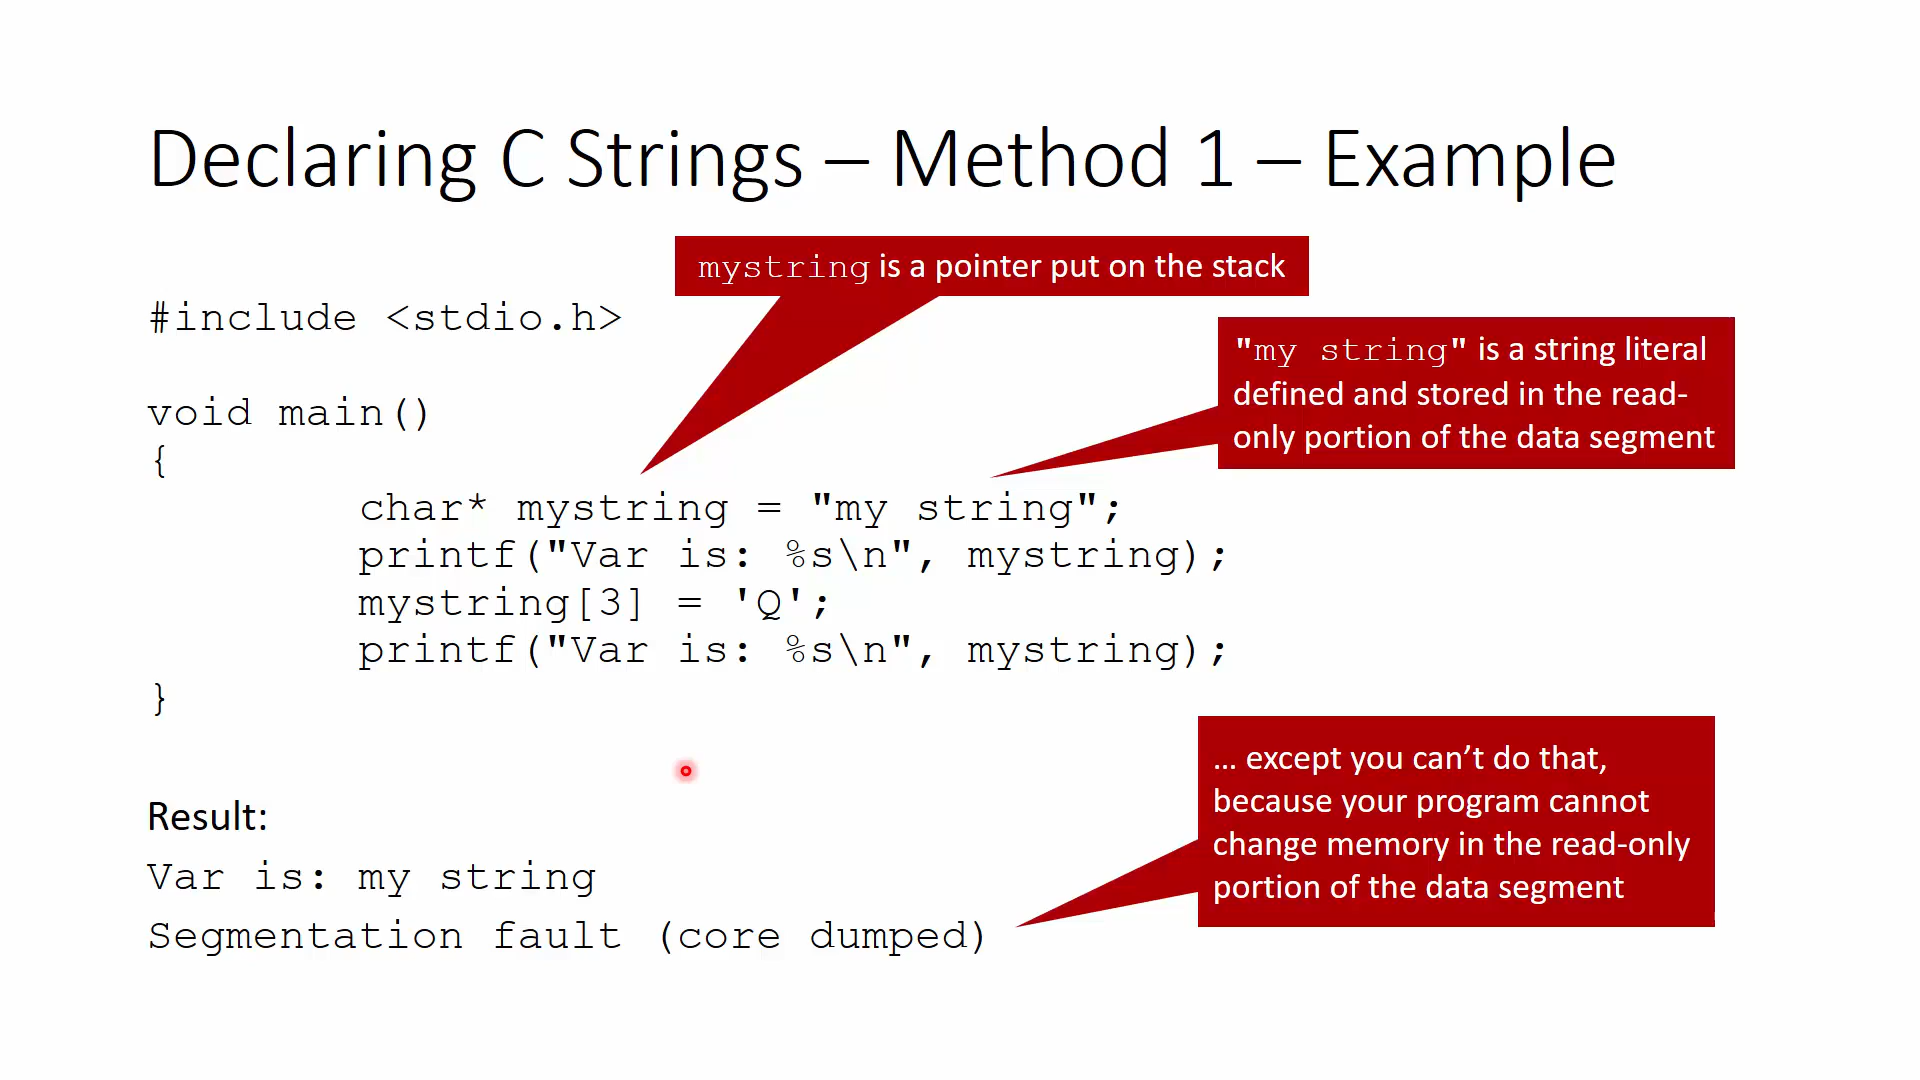 Declaring C Strings – Method 1 – Example
mystring is a pointer put on the stack
#include <stdio.h>
"my string" is a string literal
defined and stored in the read-
only portion of the data segment
void main()
{
char* mystring = "my string";
printf("Var is: %s\n", mystring);
mystring[3] = 'Q';
printf("Var is: %s\n", mystring);
}
… except you can’t do that,
because your program cannot
change memory in the read-only
portion of the data segment
Result:
Var is: my string
Segmentation fault (core dumped)